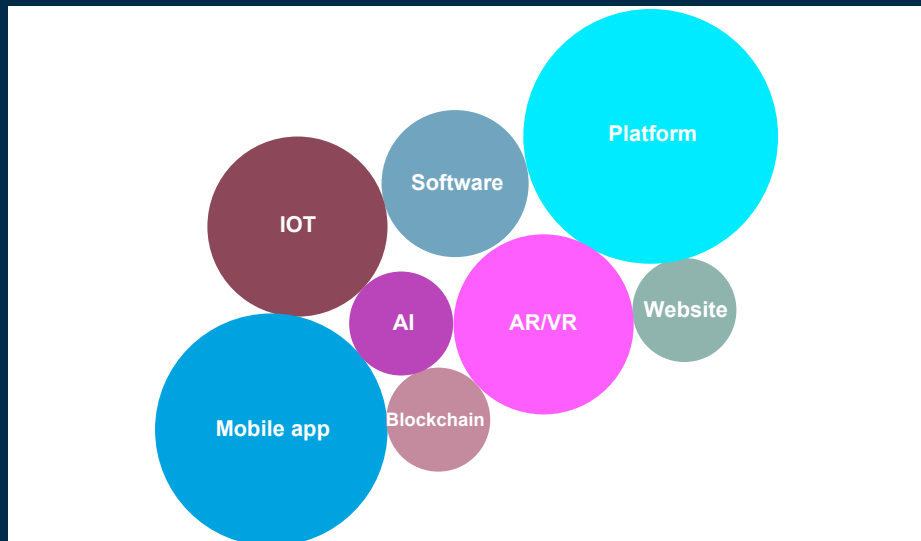 Platform
Software
IOT
Website
AI
AR/VR
Blockchain
Mobile app